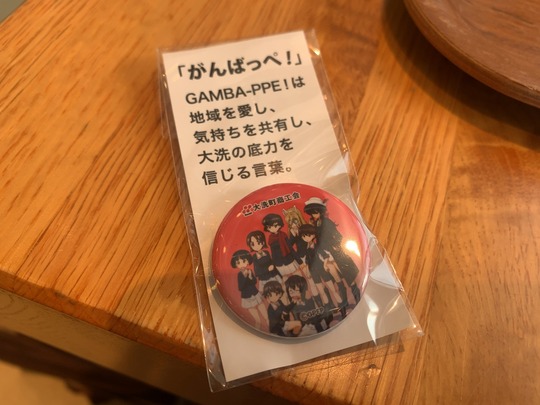 「がんばっぺ！」
GAMBA-PPE！は
地域を愛し、
気持ちを共有し、
大洗の底力を
信じる言葉。
大洗町商工会